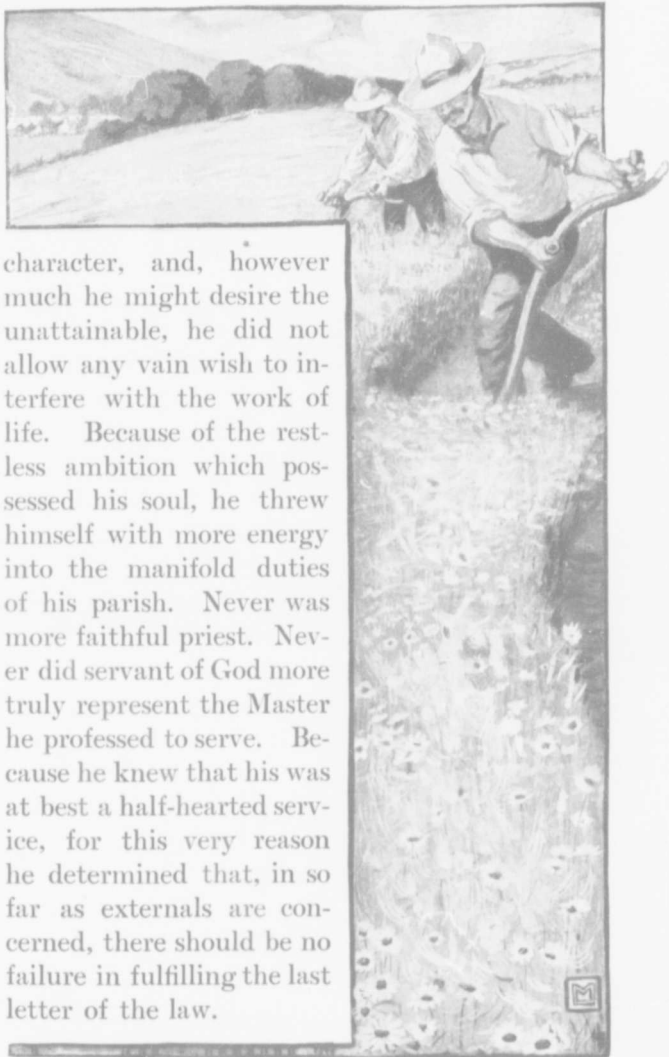 character, and, however
much he might desire the
unattainable, he did not
allow any vain wish to in-
terfere with the work of
life. Because of the rest-
less ambition which pos-
sessed his soul, he threw
himself with more energy
into the manifold duties
of his parish. Never was
more faithful priest. Nev-
er did servant of God more
truly represent the Master
he professed to serve. Be-
cause he knew that his was
at best a half-hearted serv-
ice, for this very reason
he determined that, in so
far as externals are con-
cerned, there should be no
failure in fulfilling the last
letter of the law.